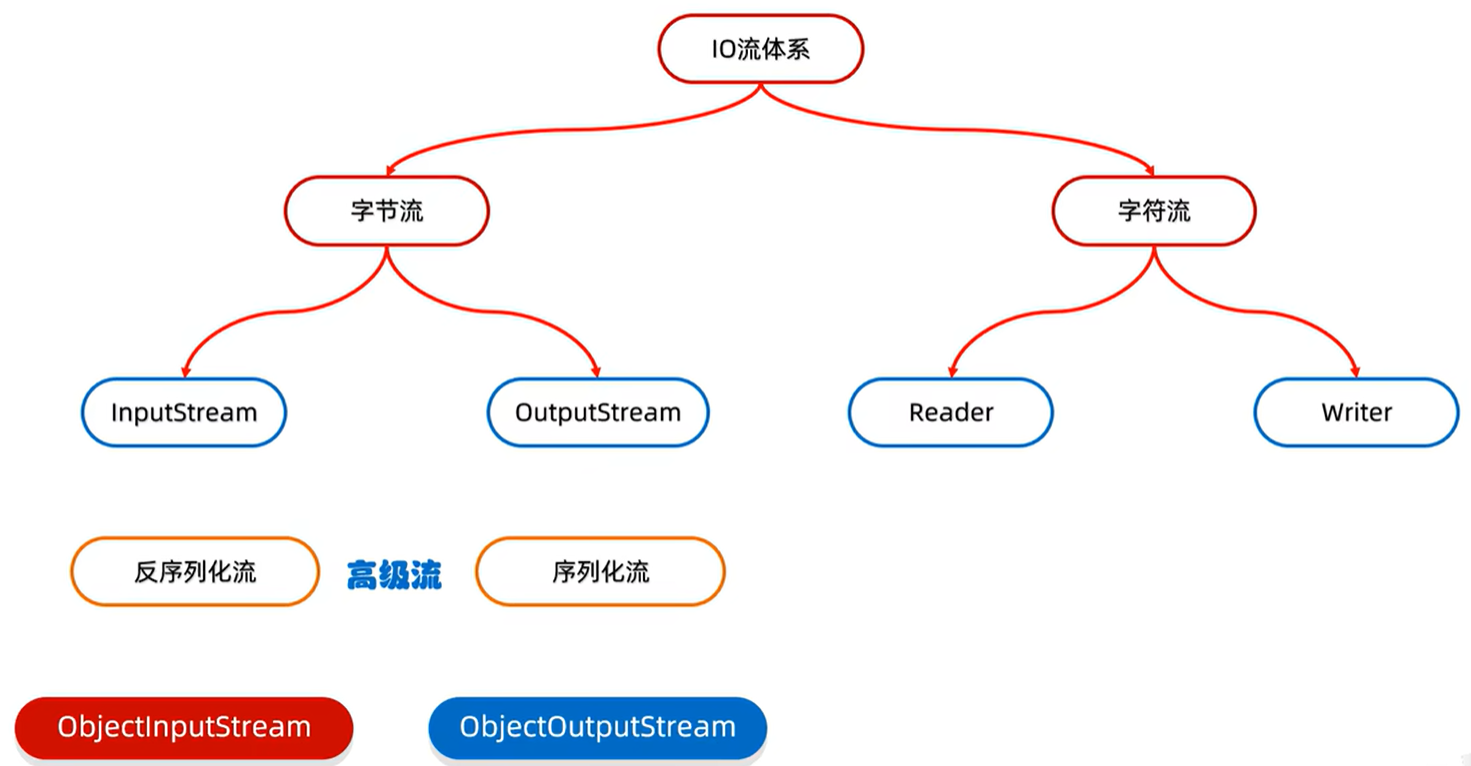 IO流体系
字节流
字符流
InputStream
OutputStream
Reader
Writer
反序列化流
高级流
序列化流
ObjectInputStream
ObjectOutputStream